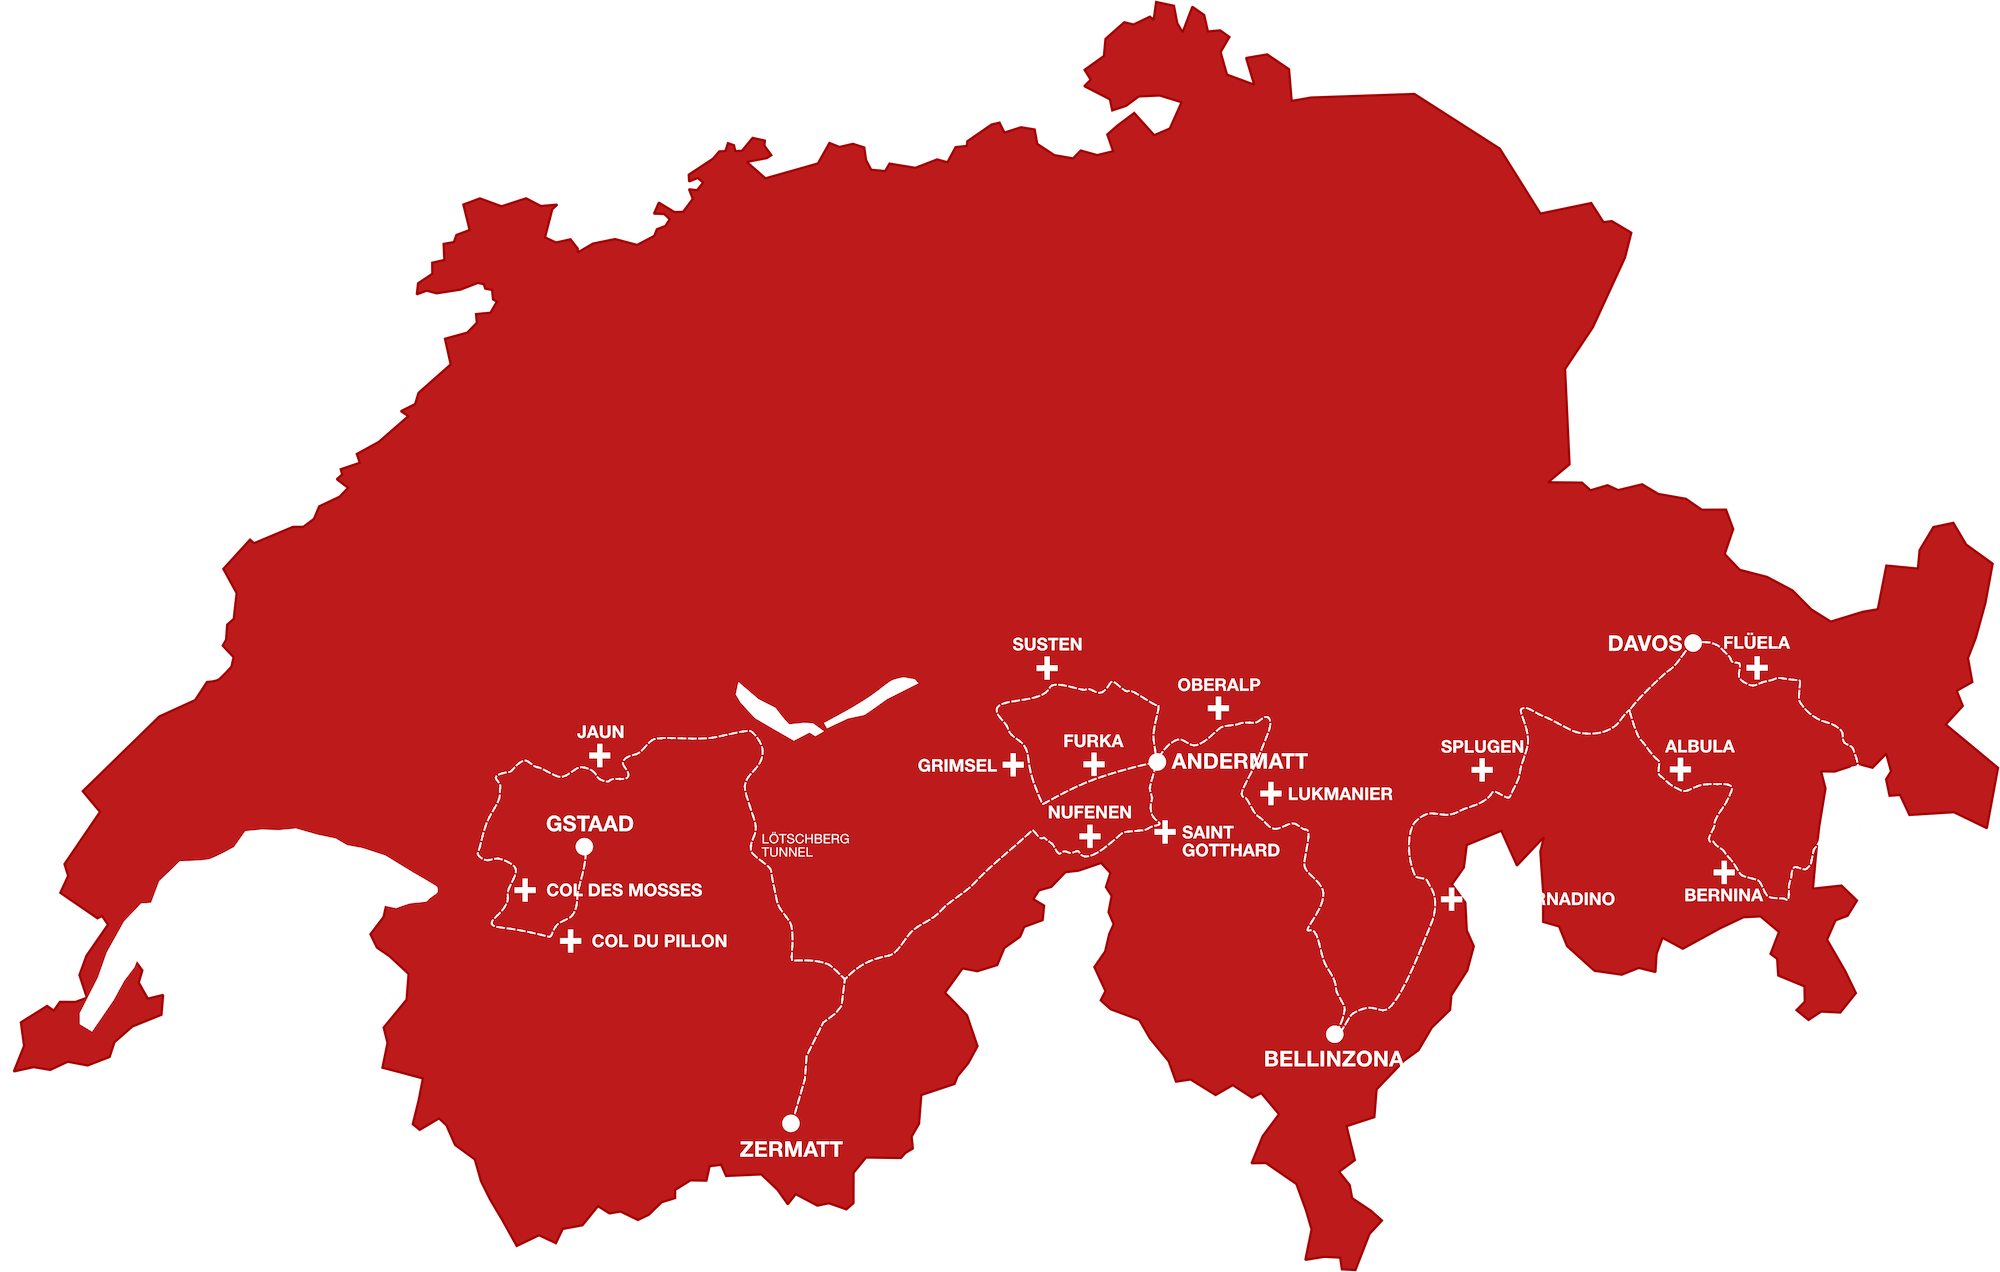 SUSTEN
DAVOS
FLÜELA
OBERALP
JAUN
FURKA
GRIMSEL
ANDERMATT
SPLUGEN
ALBULA
LUKMANIER
NUFENEN
GSTAAD
LÖTSCHBERG
TUNNEL
SAINT
GOTTHARD
COL DES MOSSES
BERNINA
RNADINO
COL DU PILLON
BELLINZONA
ZERMATT